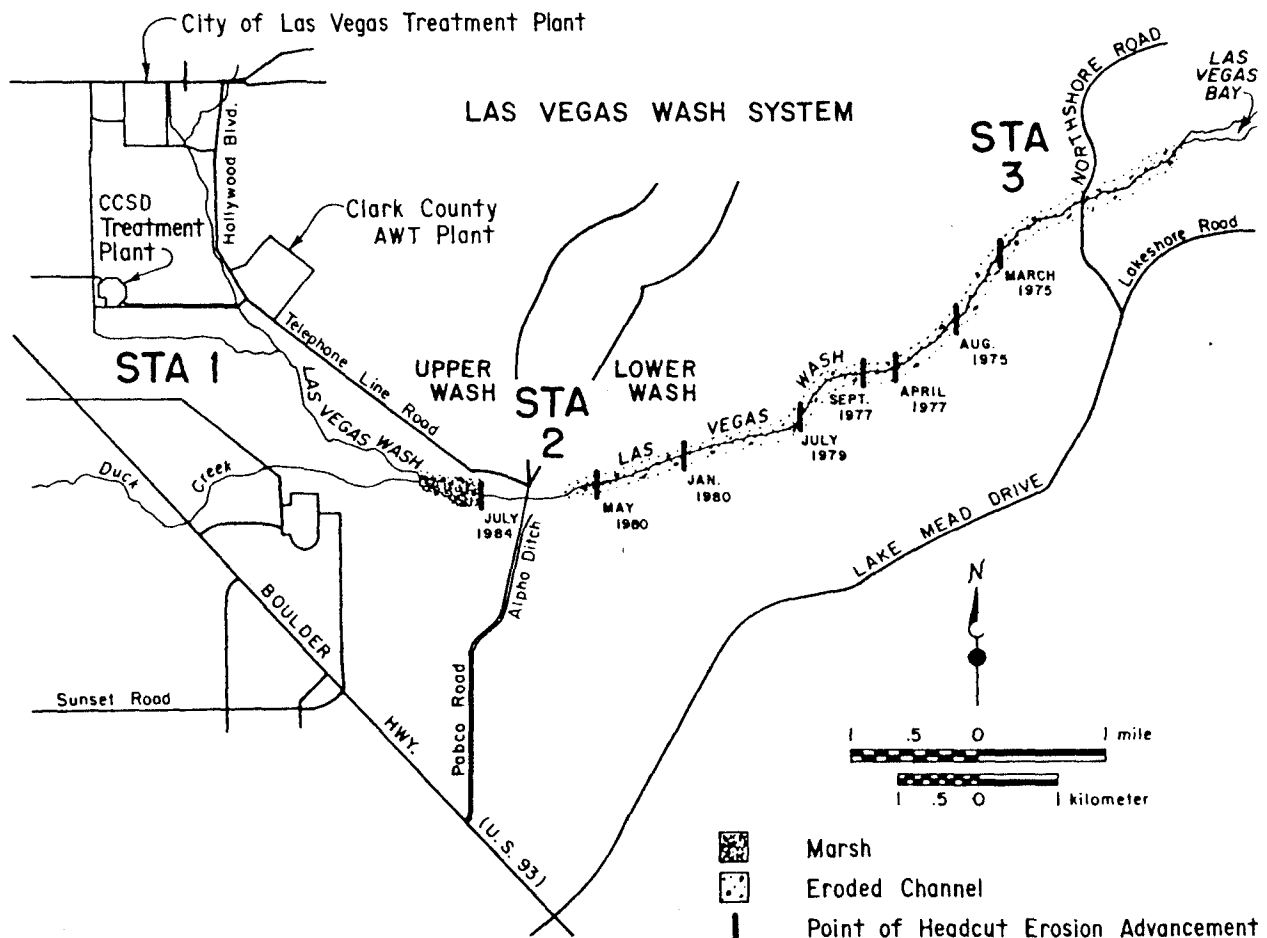 City of Las Vegas Treatment Plant
LAS VEGAS WASH SYSTEM
NORTHSHORE ROAD
LAS
VEGAS
BAY
STA
3
Hollywood Blvd.
CCSD
Treatment
Plant
Clark County
AWT Plant
Lakeshore Road
MARCH
1975
AUG.
1975
Telephone Line Road
STA 1
UPPER
WASH
LOWER
WASH
STA
2
LAS VEGAS WASH
LAS VEGAS WASH
SEPT.
1977
APRIL
1977
JULY
1979
JAN.
1980
MAY
1980
JULY
1984
Duck Creek
Alpha Ditch
LAKE MEAD DRIVE
N
BOULDER HWY. (U.S. 93)
Sunset Road
Pabco Road
1 .5 0 1 mile
1 .5 0 1 kilometer
Marsh
Eroded Channel
Point of Headcut Erosion Advancement